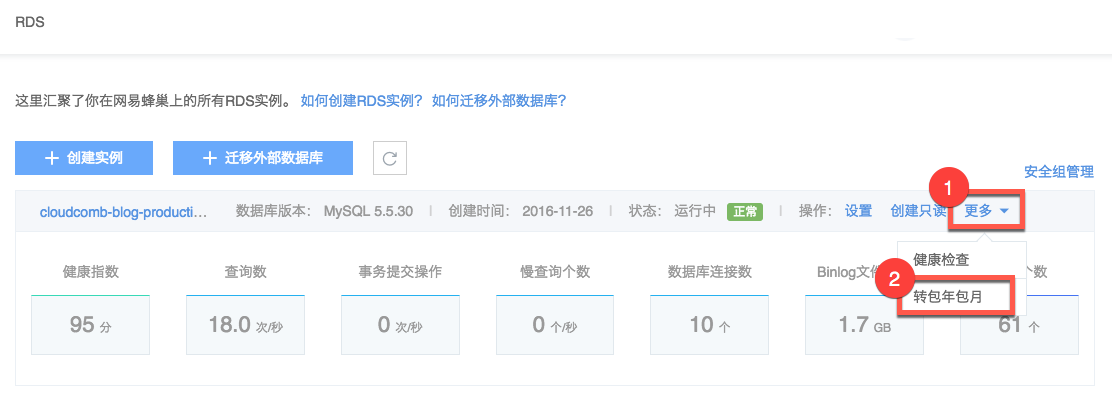 RDS
这里汇聚了你在网易蜂巢上的所有RDS实例。 如何创建RDS实例? 如何迁移外部数据库?
创建实例 迁移外部数据库
安全组管理
1
cloudcomb-blog-producti... 数据库版本: MySQL 5.5.30 创建时间: 2016-11-26 状态: 运行中 正常 操作: 设置 创建只读 更多
健康检查
健康指数 查询数 事务提交操作 慢查询个数 数据库连接数 Binlog文件 个数
2 转包年包月
95 分 18.0 次/秒 0 次/秒 0 个/秒 10 个 1.7 GB 61 个